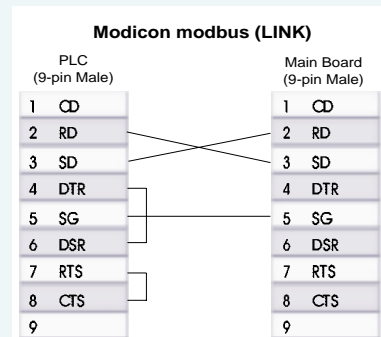 Modicon modbus (LINK)
PLC
(9-pin Male)
Main Board
(9-pin Male)
1 CD
2 RD
3 SD
4 DTR
5 SG
6 DSR
7 RTS
8 CTS
9
1 CD
2 RD
3 SD
4 DTR
5 SG
6 DSR
7 RTS
8 CTS
9